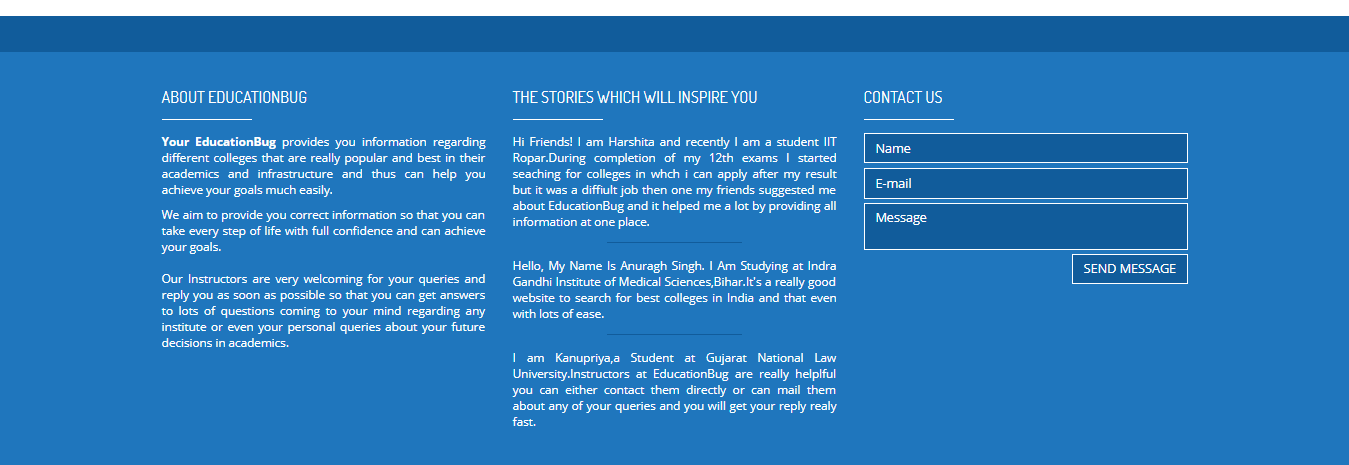 ABOUT EDUCATIONBUG
Your EducationBug provides you information regarding
different colleges that are really popular and best in their
academics and infrastructure and thus can help you
achieve your goals much easily.
We aim to provide you correct information so that you can
take every step of life with full confidence and can achieve
your goals.
Our Instructors are very welcoming for your queries and
reply you as soon as possible so that you can get answers
to lots of questions coming to your mind regarding any
institute or even your personal queries about your future
decisions in academics.
THE STORIES WHICH WILL INSPIRE YOU
Hi Friends! I am Harshita and recently I am a student IIT
Ropar.During completion of my 12th exams I started
seaching for colleges in whch i can apply after my result
but it was a diffiult job then one my friends suggested me
about EducationBug and it helped me a lot by providing all
information at one place.
Hello, My Name Is Anuragh Singh. I Am Studying at Indra
Gandhi Institute of Medical Sciences,Bihar.It's a really good
website to search for best colleges in India and that even
with lots of ease.
I am Kanupriya,a Student at Gujarat National Law
University.Instructors at EducationBug are really helplful
you can either contact them directly or can mail them
about any of your queries and you will get your reply realy
fast.
CONTACT US
Name
E-mail
Message
SEND MESSAGE